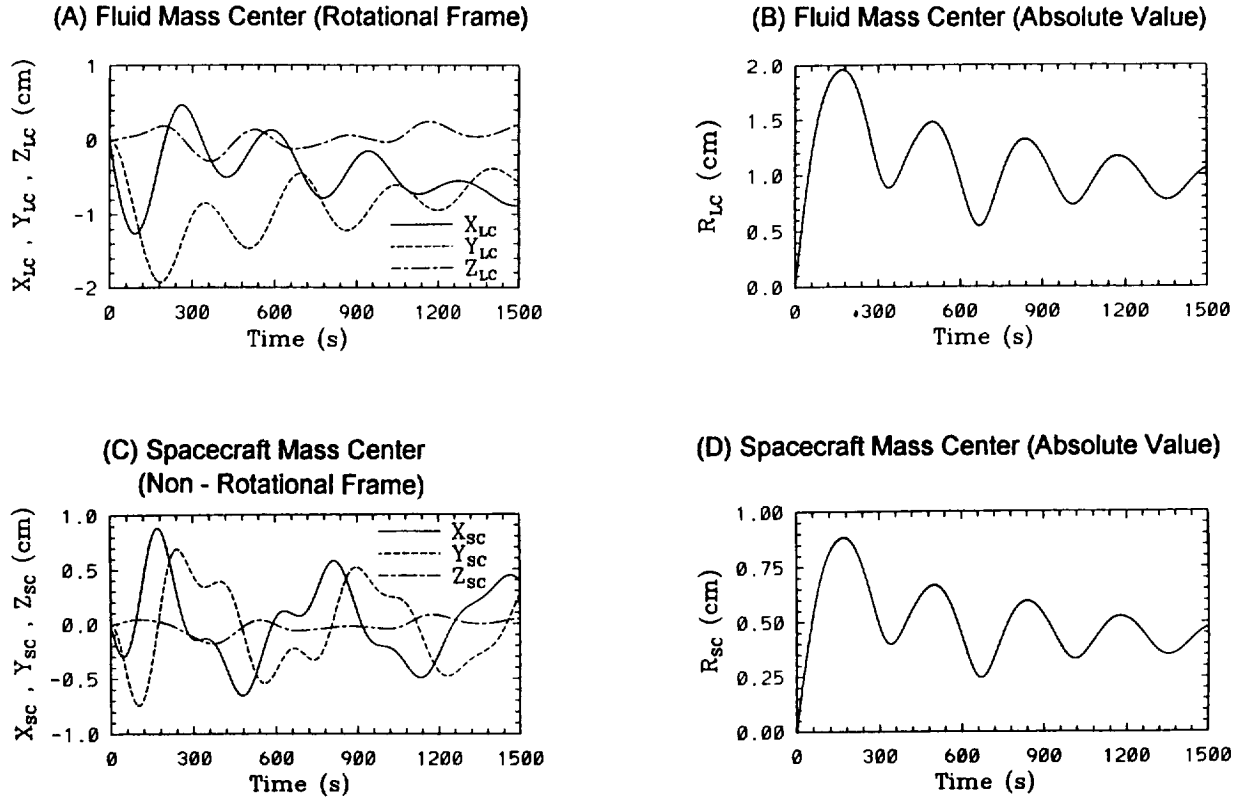 (A) Fluid Mass Center (Rotational Frame)
X_LC , Y_LC , Z_LC (cm)
1
0
-1
-2
X_LC
Y_LC
Z_LC
0 300 600 900 1200 1500
Time (s)
(B) Fluid Mass Center (Absolute Value)
R_LC (cm)
2.0
1.5
1.0
0.5
0.0
0 300 600 900 1200 1500
Time (s)
(C) Spacecraft Mass Center
(Non - Rotational Frame)
X_SC , Y_SC , Z_SC (cm)
1.0
0.5
0.0
-0.5
-1.0
X_SC
Y_SC
Z_SC
0 300 600 900 1200 1500
Time (s)
(D) Spacecraft Mass Center (Absolute Value)
R_SC (cm)
1.00
0.75
0.50
0.25
0.00
0 300 600 900 1200 1500
Time (s)